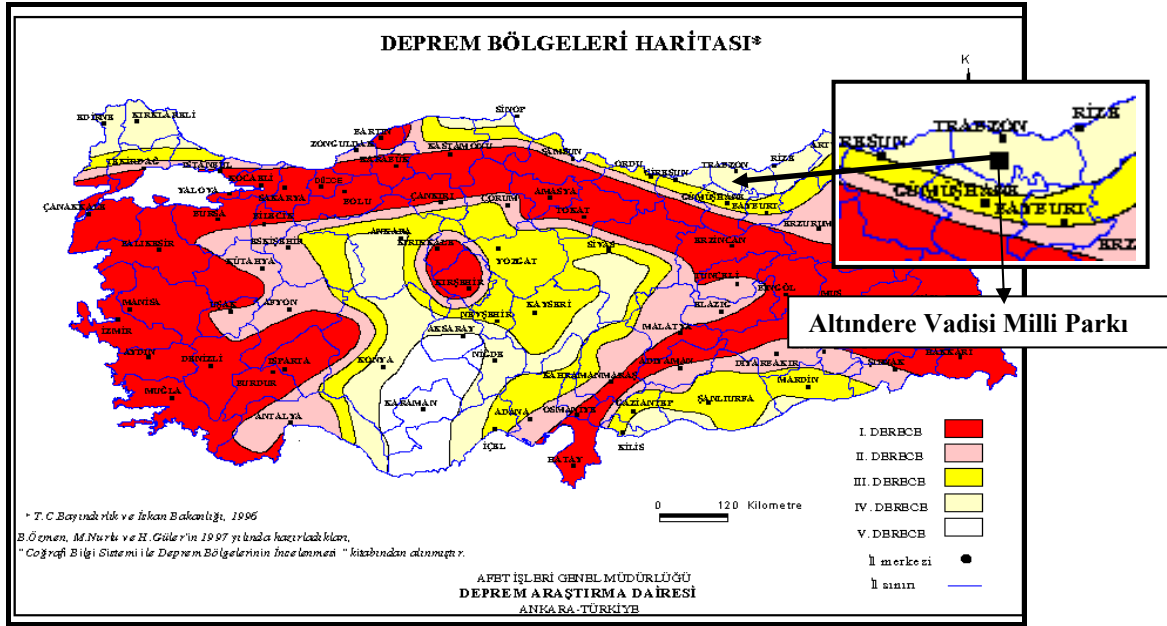 DEPREM BÖLGELERİ HARİTASI*
K
EDİRNE
KIRKLARELİ
TEKİRDAĞ
İSTANBUL
ÇANAKKALE
YALOVA
KOCAELİ
SAKARYA
DÜZCE
BOLU
ZONGULDAK
BARTIN
KARABÜK
KASTAMONU
SİNOP
SAMSUN
ORDU
GİRESUN
TRABZON
RİZE
GÜMÜŞHANE
BAYBURT
ERZURUM
ERZİNCAN
BURSA
BİLECİK
ÇANKIRI
ÇORUM
AMASYA
TOKAT
BALIKESİR
ESKİŞEHİR
KÜTAHYA
ANKARA
KIRIKKALE
YOZGAT
SİVAS
KIRŞEHİR
TUNCELİ
BİNGÖL
MUŞ
MANİSA
UŞAK
AFYON
NEVŞEHİR
KAYSERİ
ELAZIĞ
MALATYA
İZMİR
AKSARAY
NİĞDE
AYDIN
DENİZLİ
ISPARTA
BURDUR
KONYA
KAHRAMANMARAŞ
ADIYAMAN
DİYARBAKIR
ŞIRNAK
HAKKARİ
MUĞLA
ANTALYA
KARAMAN
ADANA
OSMANİYE
GAZİANTEP
ŞANLIURFA
MARDİN
İÇEL
KİLİS
HATAY
RİZE
TRABZON
RESUN
GÜMÜŞHANE
BAYBURT
ERZ
Altındere Vadisi Milli Parkı
I. DERECE
II. DERECE
III. DERECE
IV. DERECE
V. DERECE
İl merkezi
İl sınırı
0 120 Kilometre
* T.C.Bayındırlık ve İskan Bakanlığı, 1996
B.Özmen, M.Nurlu ve H.Güler'in 1997 yılında hazırladıkları,
" Coğrafi Bilgi Sistemi ile Deprem Bölgelerinin İncelenmesi " kitabından alınmıştır.
AFET İŞLERİ GENEL MÜDÜRLÜĞÜ
DEPREM ARAŞTIRMA DAİRESİ
ANKARA-TÜRKİYE